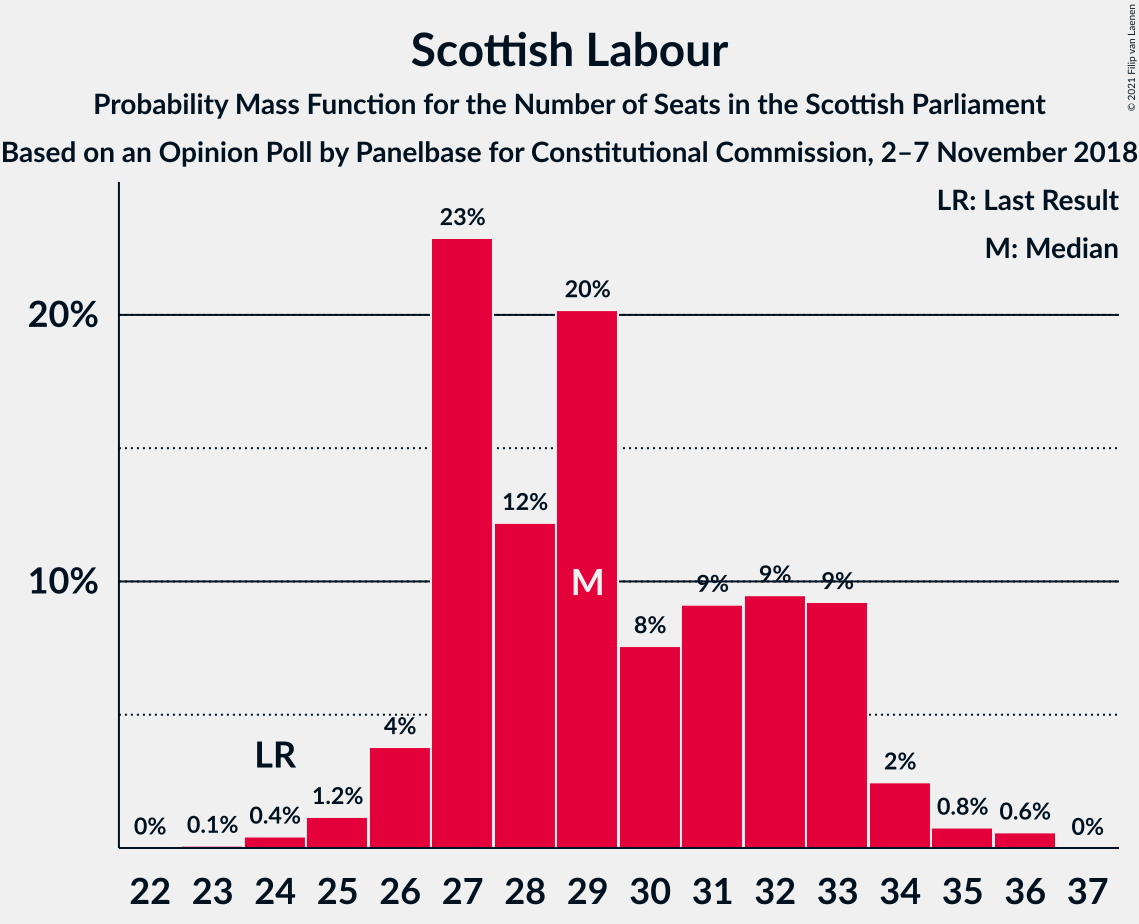 Scottish Labour
Probability Mass Function for the Number of Seats in the Scottish Parliament
Based on an Opinion Poll by Panelbase for Constitutional Commission, 2–7 November 2018
© 2021 Filip van Laenen
LR: Last Result
M: Median
23%
20%
20%
12%
10%
M
8%
9%
9%
9%
4%
LR
2%
0%
0.1%
0.4%
1.2%
0.8%
0.6%
0%
22 23 24 25 26 27 28 29 30 31 32 33 34 35 36 37